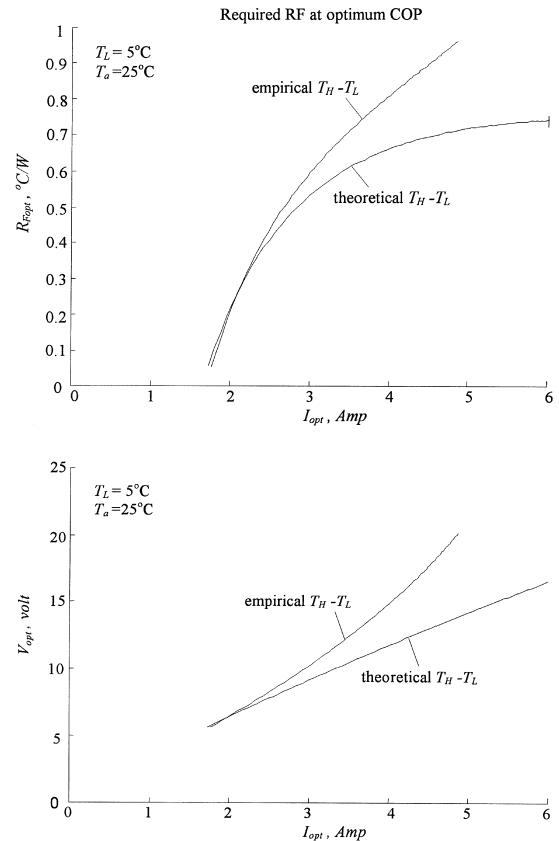 Required RF at optimum COP
1
T_L = 5°C
T_a =25°C
0.9
empirical T_H -T_L
0.8
0.7
0.6
theoretical T_H -T_L
0.5
0.4
0.3
0.2
0.1
0
R_Fopt , °C/W
0 1 2 3 4 5 6
I_opt , Amp
25
T_L = 5°C
T_a =25°C
20
15
empirical T_H -T_L
10
theoretical T_H -T_L
5
0
V_opt , volt
0 1 2 3 4 5 6
I_opt , Amp